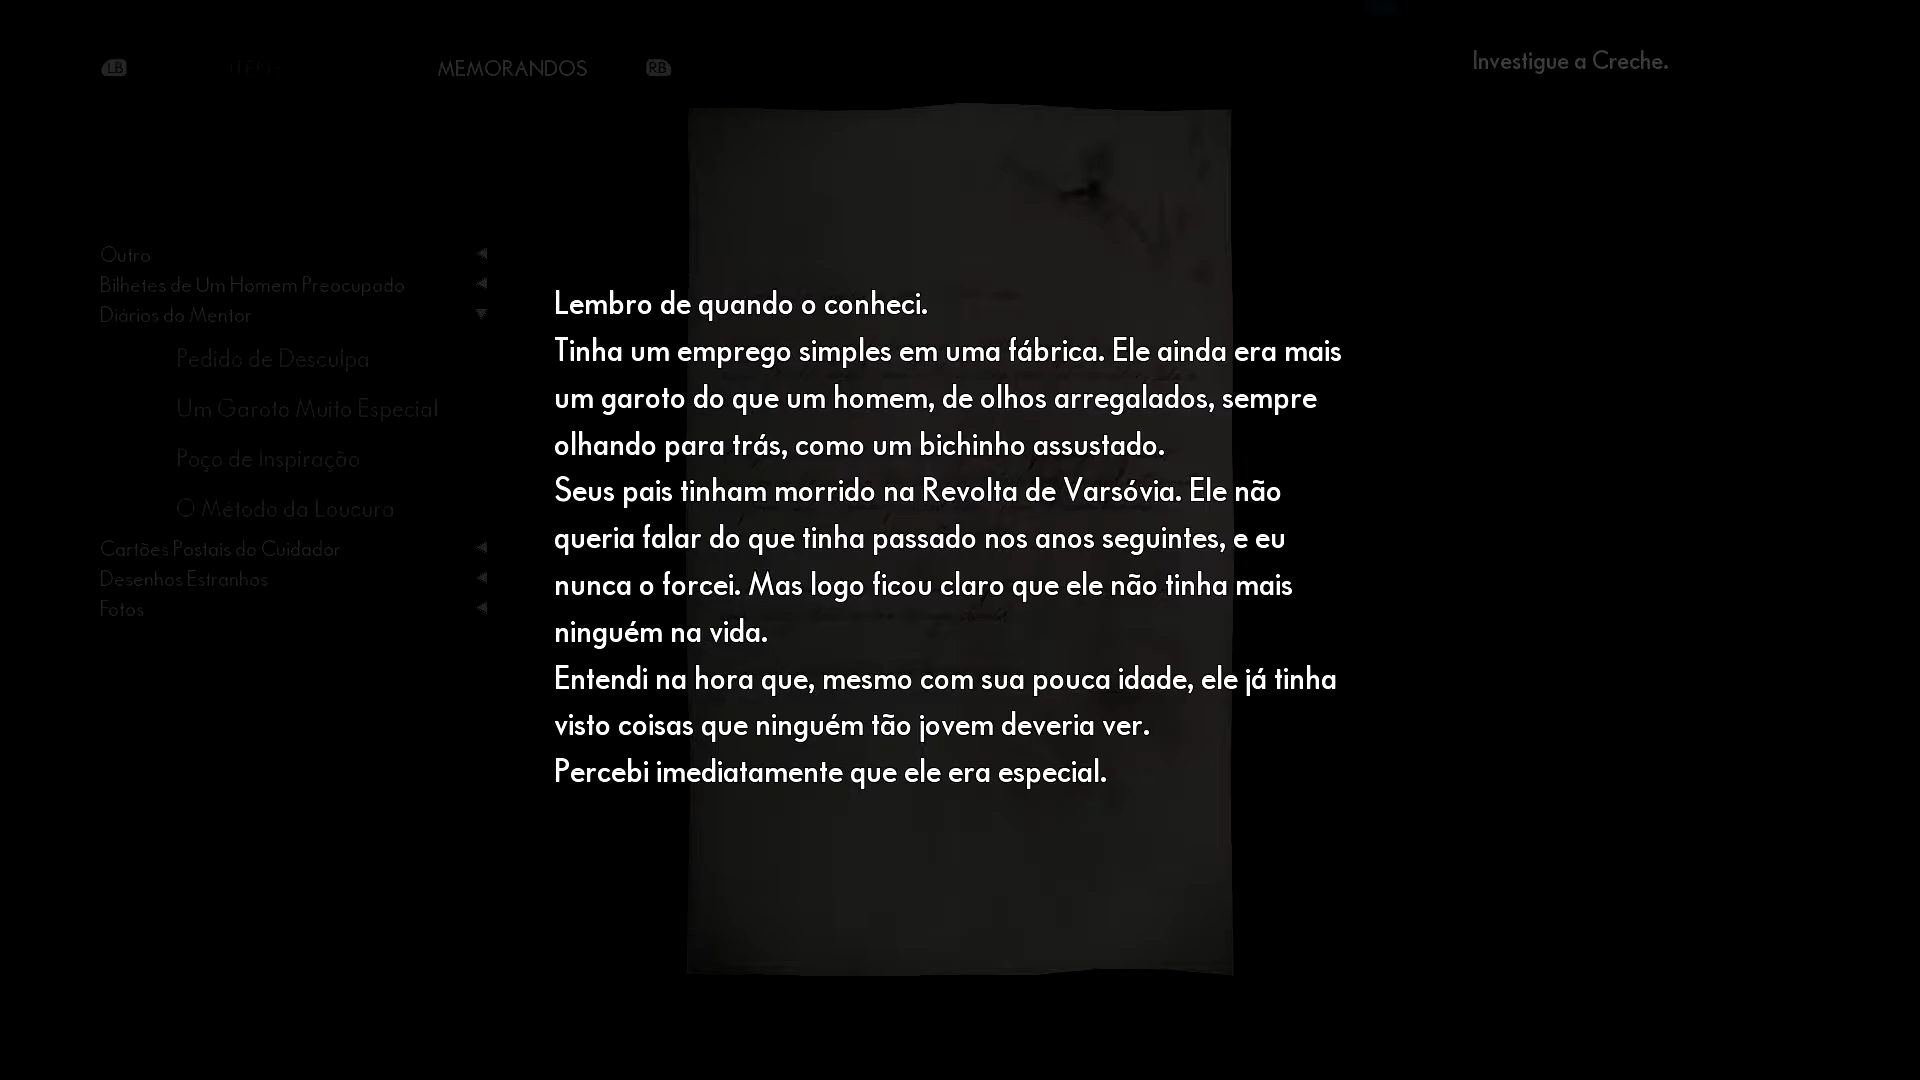 LB
MEMORANDOS
RB
Investigue a Creche.
Outro
Bilhetes de Um Homem Preocupado
Diários do Mentor
Pedido de Desculpa
Um Garoto Muito Especial
Poço de Inspiração
O Método da Loucura
Cartões Postais do Cuidador
Desenhos Estranhos
Fotos
Lembro de quando o conheci.
Tinha um emprego simples em uma fábrica. Ele ainda era mais
um garoto do que um homem, de olhos arregalados, sempre
olhando para trás, como um bichinho assustado.
Seus pais tinham morrido na Revolta de Varsóvia. Ele não
queria falar do que tinha passado nos anos seguintes, e eu
nunca o forcei. Mas logo ficou claro que ele não tinha mais
ninguém na vida.
Entendi na hora que, mesmo com sua pouca idade, ele já tinha
visto coisas que ninguém tão jovem deveria ver.
Percebi imediatamente que ele era especial.